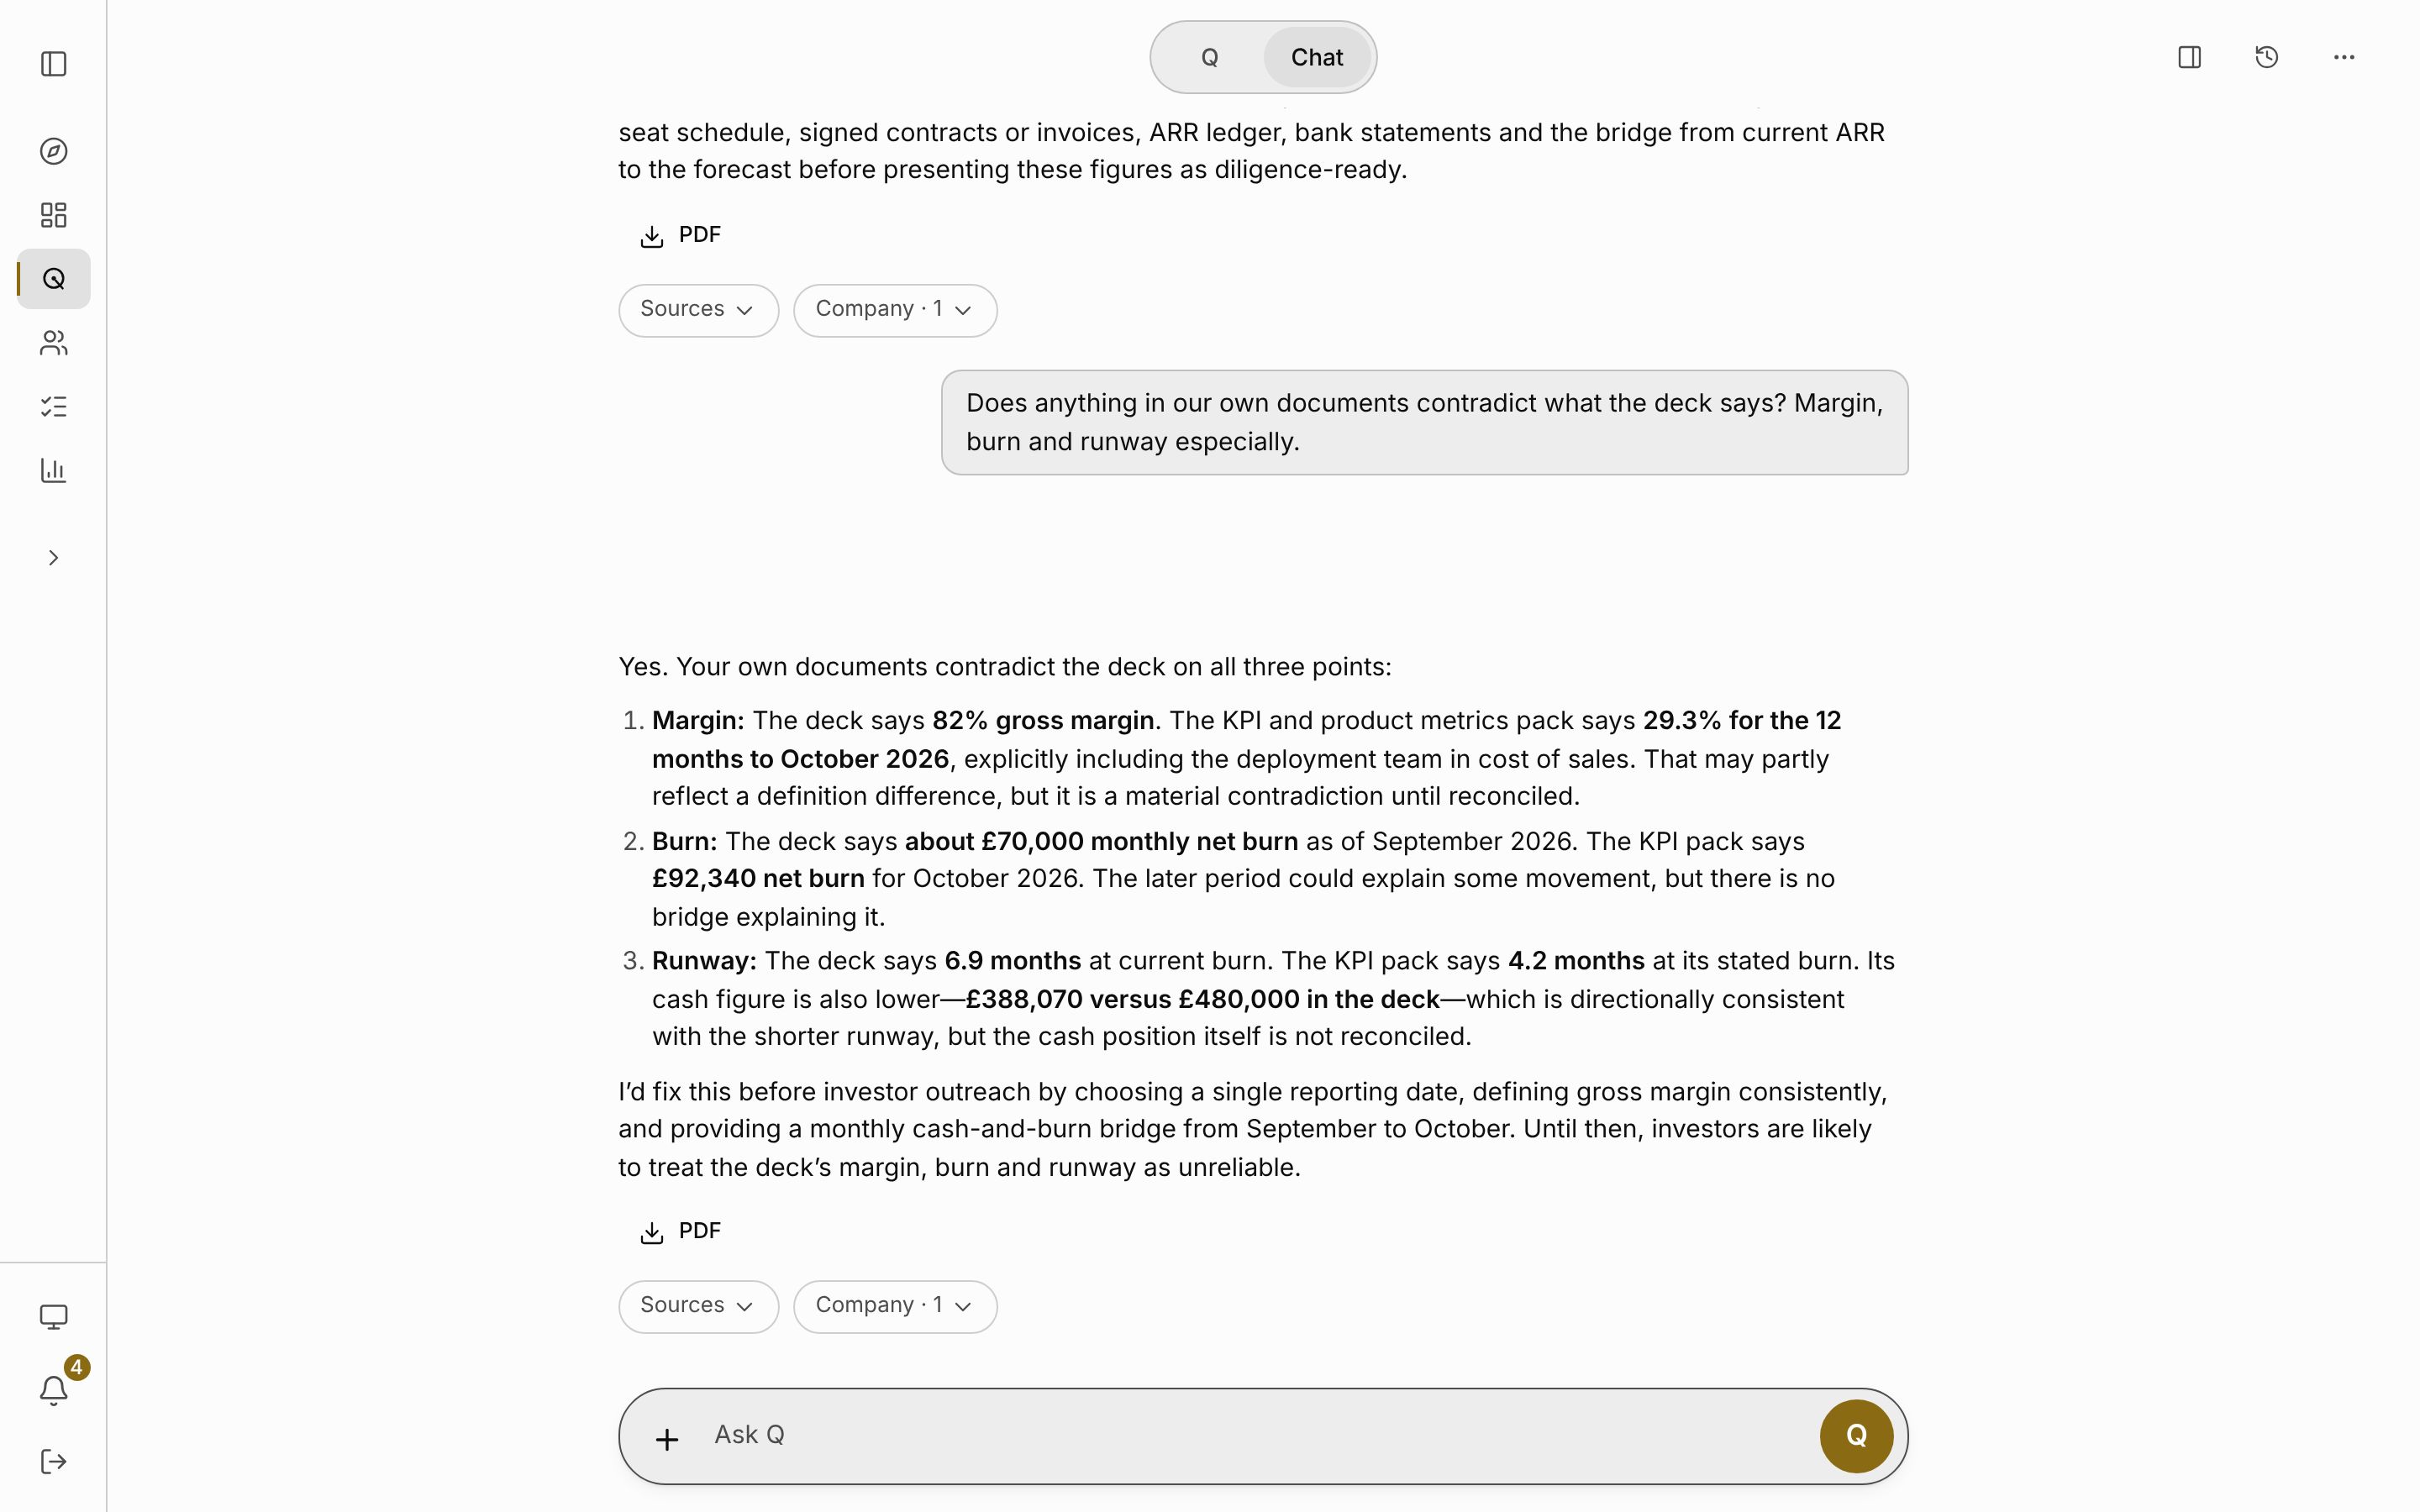 Q
Chat
seat schedule, signed contracts or invoices, ARR ledger, bank statements and the bridge from current ARR
to the forecast before presenting these figures as diligence-ready.
PDF
Sources
Company · 1
Does anything in our own documents contradict what the deck says? Margin,
burn and runway especially.
Yes. Your own documents contradict the deck on all three points:
1. Margin: The deck says 82% gross margin. The KPI and product metrics pack says 29.3% for the 12
months to October 2026, explicitly including the deployment team in cost of sales. That may partly
reflect a definition difference, but it is a material contradiction until reconciled.
2. Burn: The deck says about £70,000 monthly net burn as of September 2026. The KPI pack says
£92,340 net burn for October 2026. The later period could explain some movement, but there is no
bridge explaining it.
3. Runway: The deck says 6.9 months at current burn. The KPI pack says 4.2 months at its stated burn. Its
cash figure is also lower—£388,070 versus £480,000 in the deck—which is directionally consistent
with the shorter runway, but the cash position itself is not reconciled.
I’d fix this before investor outreach by choosing a single reporting date, defining gross margin consistently,
and providing a monthly cash-and-burn bridge from September to October. Until then, investors are likely
to treat the deck’s margin, burn and runway as unreliable.
PDF
Sources
Company · 1
4
Ask Q
Q